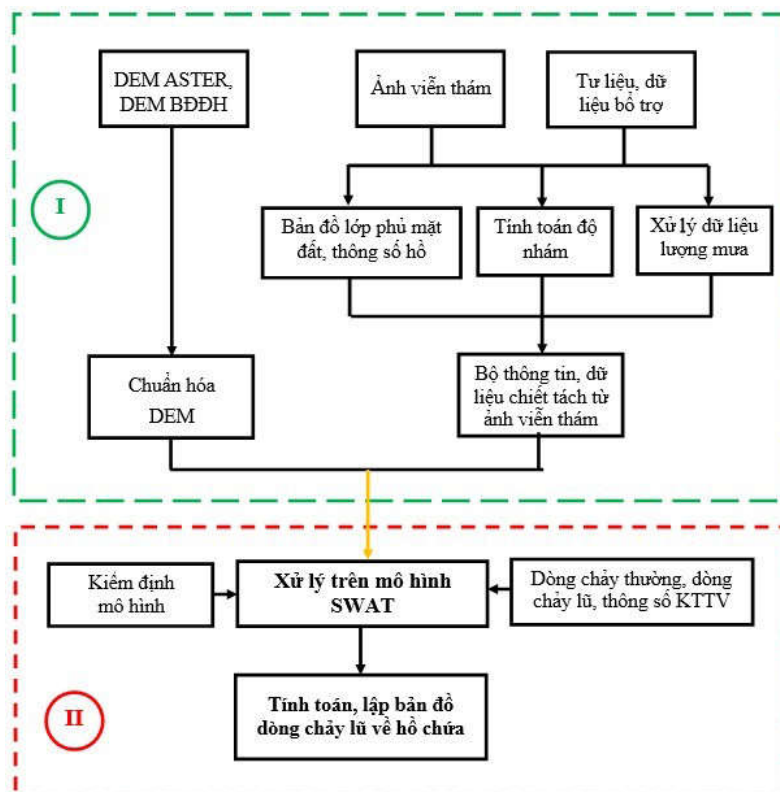 DEM ASTER,
DEM BĐĐH
Ảnh viễn thám
Tư liệu, dữ
liệu bổ trợ
I
Bản đồ lớp phủ mặt
đất, thông số hồ
Tính toán độ
nhám
Xử lý dữ liệu
lượng mưa
Chuẩn hóa
DEM
Bộ thông tin, dữ
liệu chiết tách từ
ảnh viễn thám
Kiểm định
mô hình
Xử lý trên mô hình
SWAT
Dòng chảy thường, dòng
chảy lũ, thông số KTTV
II
Tính toán, lập bản đồ
dòng chảy lũ về hồ chứa